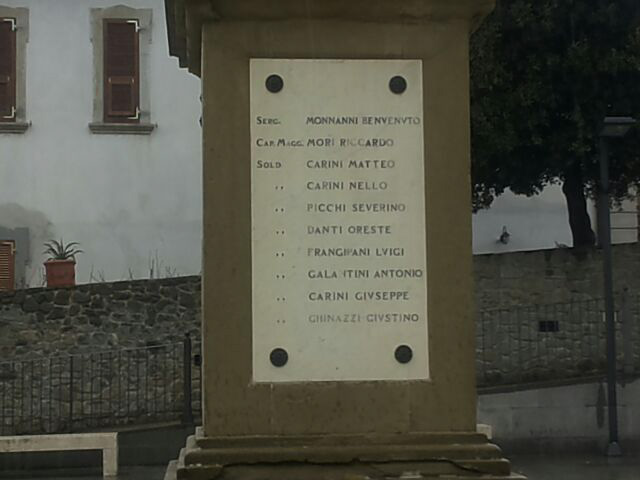 SERG. MONNANNI BENVENVTO
CAP. MAGG. MORI RICCARDO
SOLD CARINI MATTEO
,, CARINI NELLO
,, PICCHI SEVERINO
,, DANTI ORESTE
,, FRANGIPANI LVIGI
,, GALANTINI ANTONIO
,, CARINI GIVSEPPE
,, GHINAZZI GIVSTINO